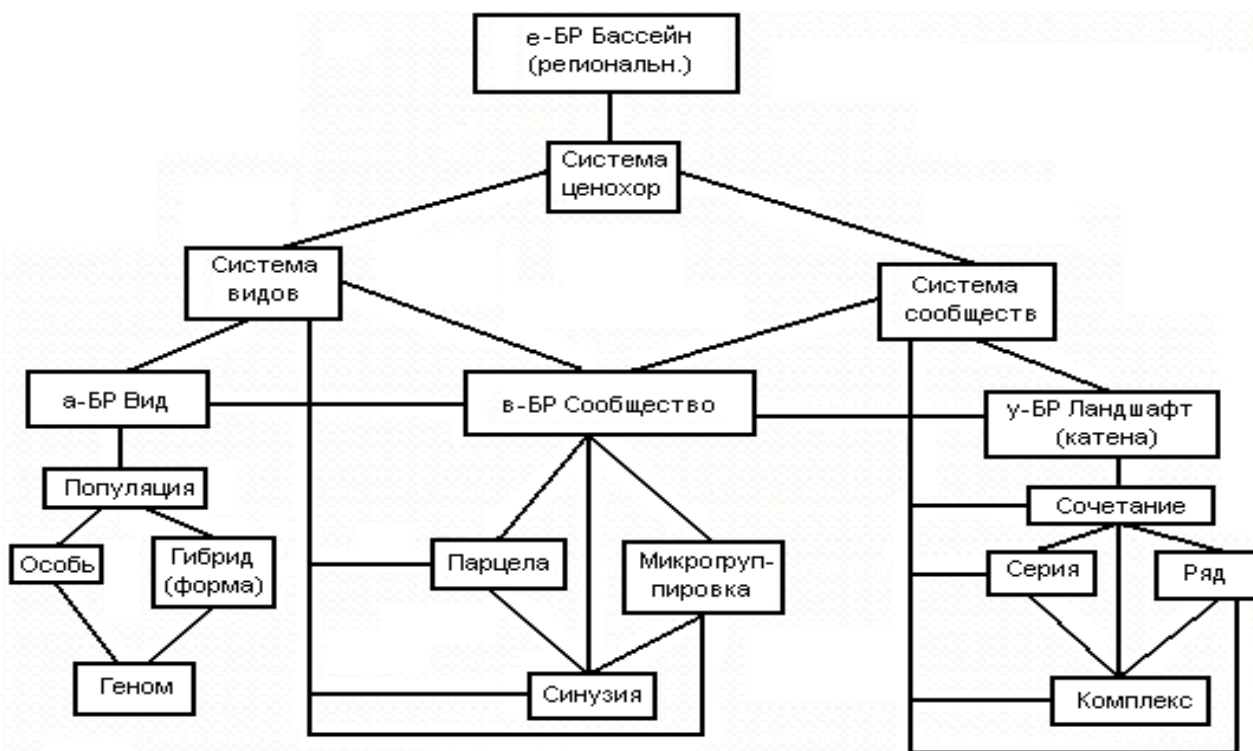 е-БР Бассейн
(региональн.)
Система
ценохор
Система
видов
Система
сообществ
а-БР Вид
в-БР Сообщество
у-БР Ландшафт
(катена)
Популяция
Сочетание
Особь
Гибрид
(форма)
Парцела
Микрогруп-
пировка
Серия
Ряд
Геном
Синузия
Комплекс